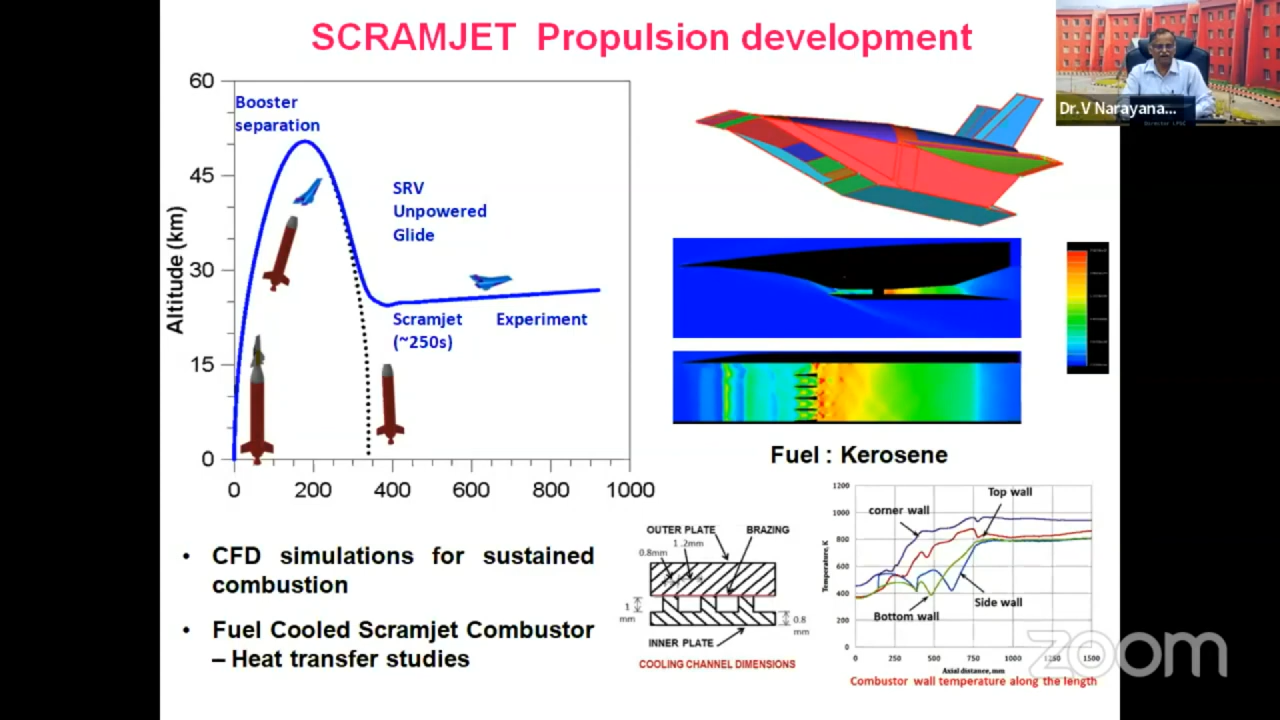 SCRAMJET Propulsion development
60
45
30
15
0
Altitude (km)
0 200 400 600 800 1000
Booster
separation
SRV
Unpowered
Glide
Scramjet Experiment
(~250s)
• CFD simulations for sustained
combustion
• Fuel Cooled Scramjet Combustor
– Heat transfer studies
Dr.V Narayana...
Director LPSC
Fuel : Kerosene
OUTER PLATE BRAZING
1.2mm
0.8mm
1
mm
0.8
mm
INNER PLATE
COOLING CHANNEL DIMENSIONS
1200
1000
800
600
400
200
0
Temperature, K
corner wall
Top wall
Side wall
Bottom wall
0 250 500 750 1000 1250 1500
Axial distance, mm
Combustor wall temperature along the length
zoom